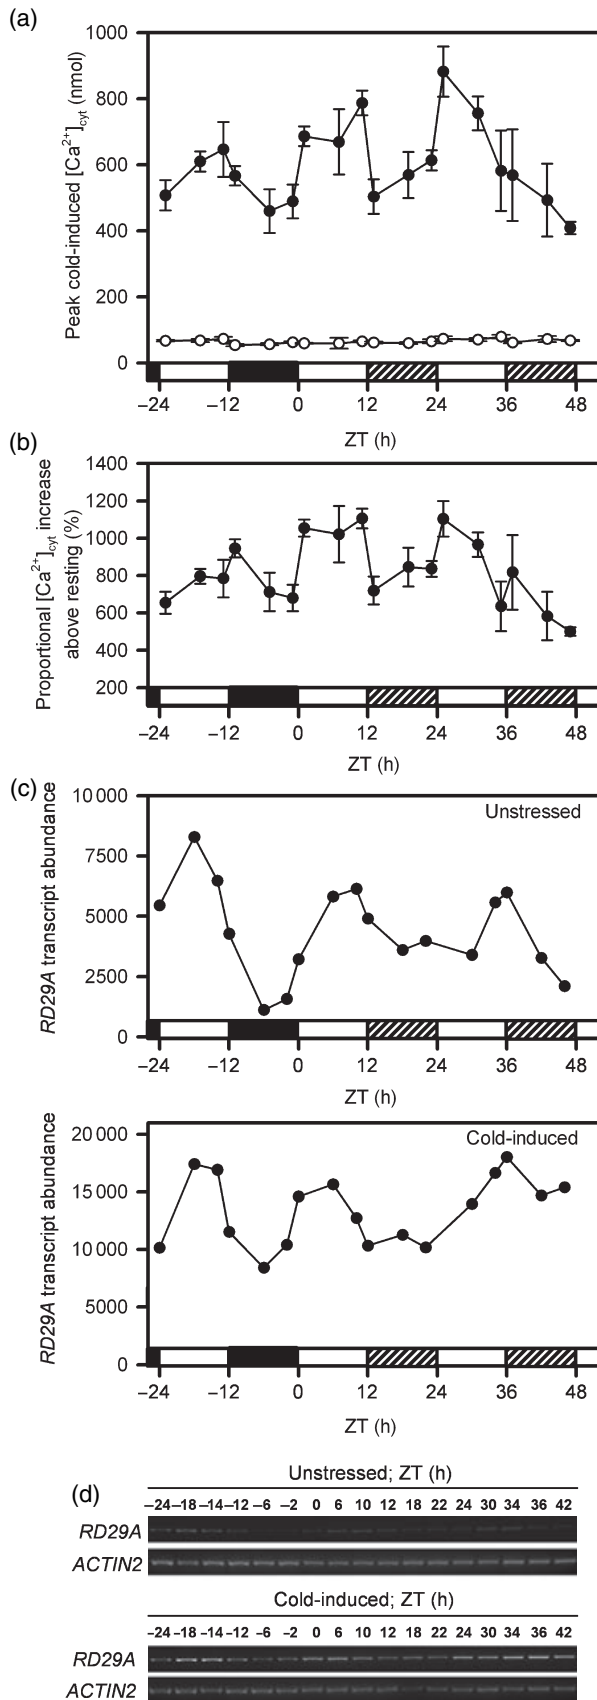 (a)
Peak cold-induced [Ca2+]cyt (nmol)
1000
800
600
400
200
0
–24 –12 0 12 24 36 48
ZT (h)
(b)
Proportional [Ca2+]cyt increase
above resting (%)
1400
1200
1000
800
600
400
200
–24 –12 0 12 24 36 48
ZT (h)
(c)
RD29A transcript abundance
10 000
7500
5000
2500
0
Unstressed
–24 –12 0 12 24 36 48
ZT (h)
RD29A transcript abundance
20 000
15 000
10 000
5000
0
Cold-induced
–24 –12 0 12 24 36 48
ZT (h)
(d)
Unstressed; ZT (h)
–24 –18 –14 –12 –6 –2 0 6 10 12 18 22 24 30 34 36 42
RD29A
ACTIN2
Cold-induced; ZT (h)
–24 –18 –14 –12 –6 –2 0 6 10 12 18 22 24 30 34 36 42
RD29A
ACTIN2